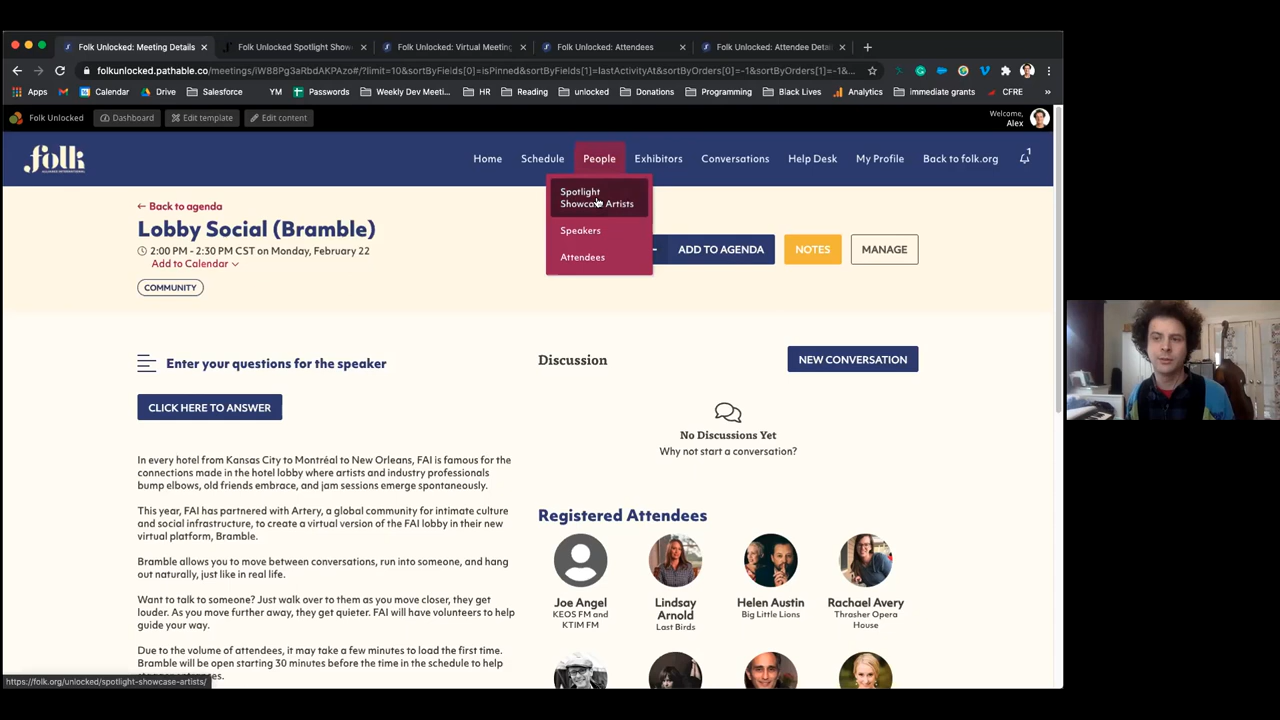 Folk Unlocked: Meeting Details
Folk Unlocked Spotlight Show
Folk Unlocked: Virtual Meeting
Folk Unlocked: Attendees
Folk Unlocked: Attendee Deta
folkunlocked.pathable.co/meetings/iW88Pg3aRbdAKPAzo#/?limit=10&sortByFields[0]=isPinned&sortByFields[1]=lastActivityAt&sortByOrders[0]=-1&sortByOrders[1]=-1&...
Apps
Calendar
Drive
Salesforce
YM
Passwords
Weekly Dev Meeti...
HR
Reading
unlocked
Donations
Programming
Black Lives
Analytics
immediate grants
CFRE
»
Folk Unlocked
Dashboard
Edit template
Edit content
Welcome,
Alex
folk
ALLIANCE INTERNATIONAL
Home
Schedule
People
Exhibitors
Conversations
Help Desk
My Profile
Back to folk.org
1
Spotlight
Showcase Artists
Speakers
Attendees
← Back to agenda
Lobby Social (Bramble)
2:00 PM - 2:30 PM CST on Monday, February 22
Add to Calendar
COMMUNITY
ADD TO AGENDA
NOTES
MANAGE
Enter your questions for the speaker
CLICK HERE TO ANSWER
In every hotel from Kansas City to Montréal to New Orleans, FAI is famous for the
connections made in the hotel lobby where artists and industry professionals
bump elbows, old friends embrace, and jam sessions emerge spontaneously.
This year, FAI has partnered with Artery, a global community for intimate culture
and social infrastructure, to create a virtual version of the FAI lobby in their new
virtual platform, Bramble.
Bramble allows you to move between conversations, run into someone, and hang
out naturally, just like in real life.
Want to talk to someone? Just walk over to them as you move closer, they get
louder. As you move further away, they get quieter. FAI will have volunteers to help
guide your way.
Due to the volume of attendees, it may take a few minutes to load the first time.
Bramble will be open starting 30 minutes before the time in the schedule to help
Discussion
NEW CONVERSATION
No Discussions Yet
Why not start a conversation?
Registered Attendees
Joe Angel
KEOS FM and
KTIM FM
Lindsay
Arnold
Last Birds
Helen Austin
Big Little Lions
Rachael Avery
Thrasher Opera
House
https://folk.org/unlocked/spotlight-showcase-artists/